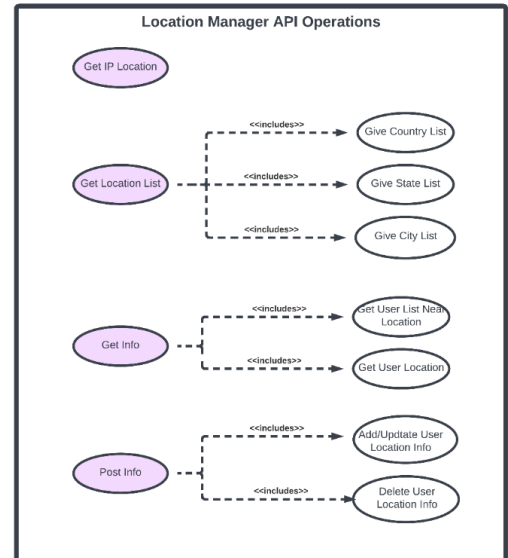 Location Manager API Operations
Get IP Location
<<includes>>
Give Country List
Get Location List
<<includes>>
Give State List
<<includes>>
Give City List
<<includes>>
Get User List Near
Location
Get Info
<<includes>>
Get User Location
<<includes>>
Add/Updtate User
Location Info
Post Info
<<includes>>
Delete User
Location Info